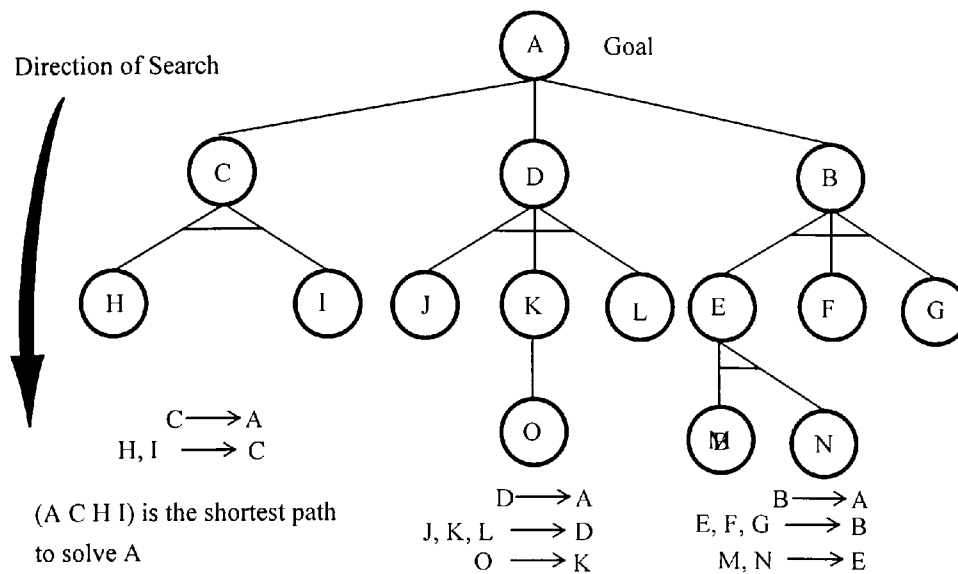 A Goal
Direction of Search
C D B
H I J K L E F G
O N
C → A
H, I → C
(A C H I) is the shortest path
to solve A
D → A
J, K, L → D
O → K
B → A
E, F, G → B
M, N → E